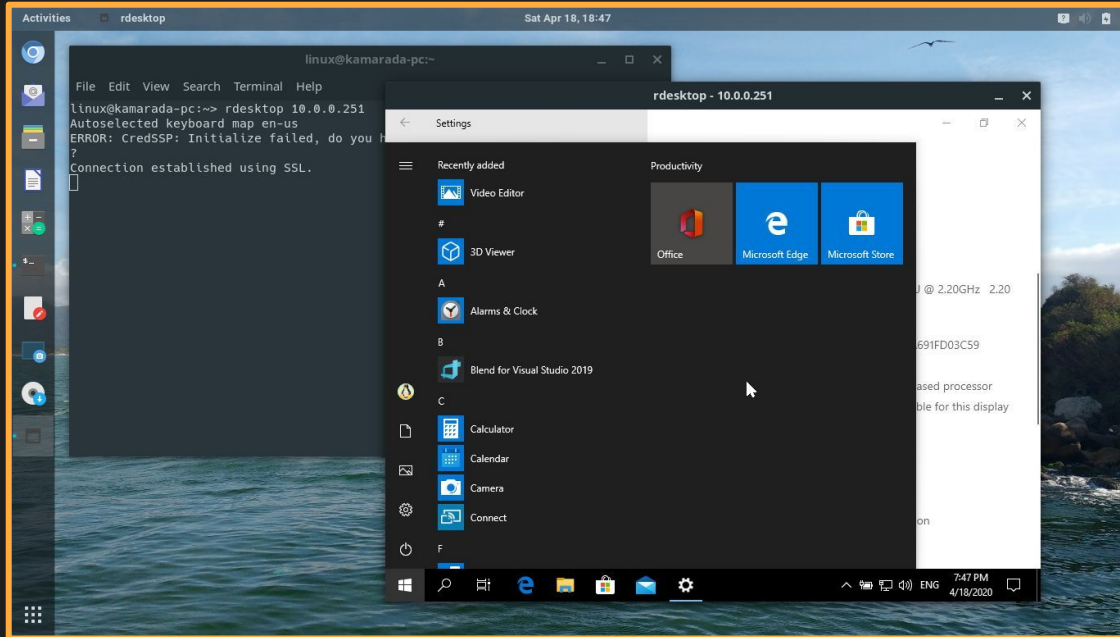 Activities
rdesktop
Sat Apr 18, 18:47
linux@kamarada-pc:~
File Edit View Search Terminal Help
linux@kamarada-pc:~> rdesktop 10.0.0.251
Autoselected keyboard map en-us
ERROR: CredSSP: Initialize failed, do you h
?
Connection established using SSL.
rdesktop - 10.0.0.251
Settings
Recently added
Video Editor
#
3D Viewer
A
Alarms & Clock
B
Blend for Visual Studio 2019
C
Calculator
Calendar
Camera
Connect
F
Productivity
Office
Microsoft Edge
Microsoft Store
@ 2.20GHz 2.20
691FD03C59
ased processor
ble for this display
on
ENG
7:47 PM
4/18/2020